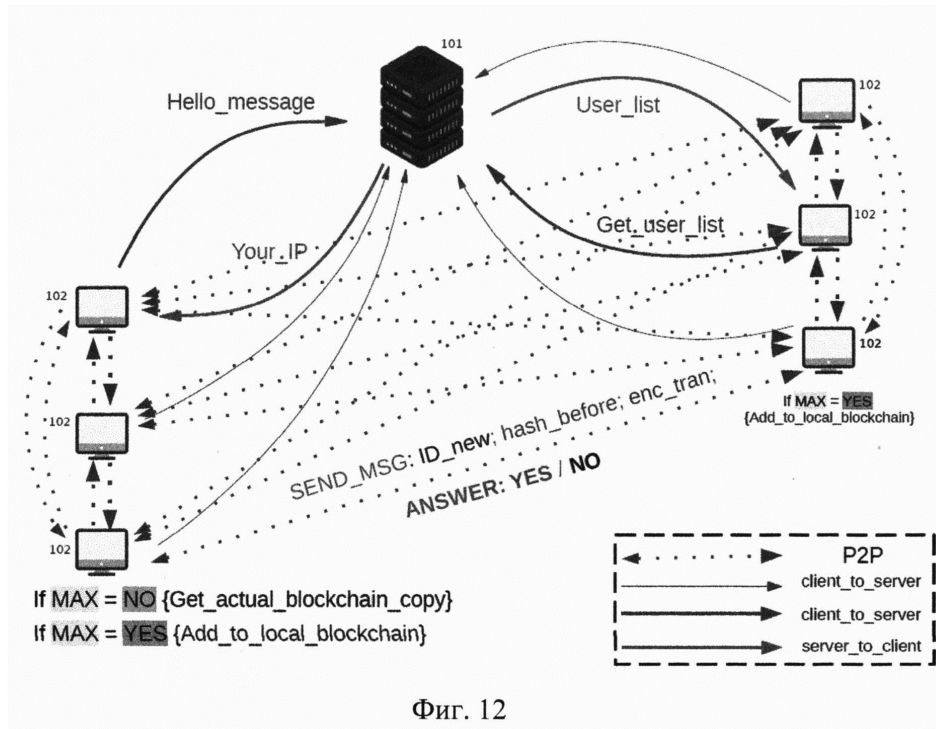 101
102
Hello_message
User_list
102
Get_user_list
Your_IP
102
102
102
If MAX = YES
{Add_to_local_blockchain}
102
SEND_MSG: ID_new; hash_before; enc_tran;
ANSWER: YES / NO
102
P2P
client_to_server
client_to_server
server_to_client
If MAX = NO {Get_actual_blockchain_copy}
If MAX = YES {Add_to_local_blockchain}
Фиг. 12